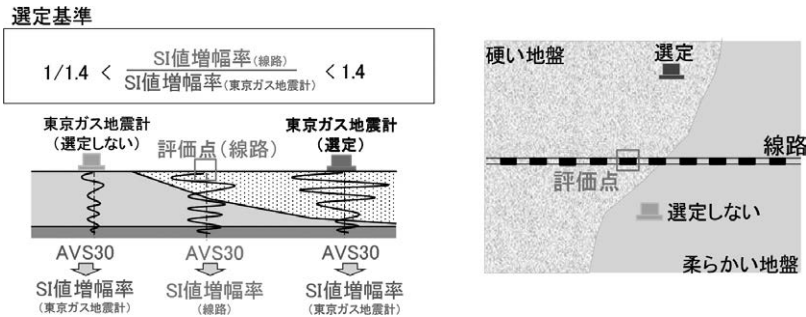 選定基準
1/1.4 < SI値増幅率(線路) / SI値増幅率(東京ガス地震計) < 1.4
東京ガス地震計
(選定しない)
評価点(線路)
東京ガス地震計
(選定)
AVS30
AVS30
AVS30
SI値増幅率
(東京ガス地震計)
SI値増幅率
(線路)
SI値増幅率
(東京ガス地震計)
硬い地盤
選定
線路
評価点
選定しない
柔らかい地盤